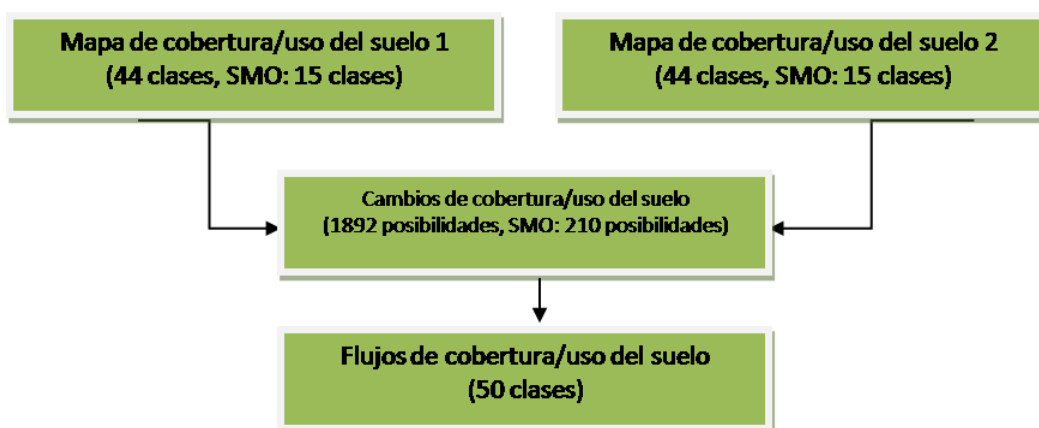 Mapa de cobertura/uso del suelo 1
(44 clases, SMO: 15 clases)
Mapa de cobertura/uso del suelo 2
(44 clases, SMO: 15 clases)
Cambios de cobertura/uso del suelo
(1892 posibilidades, SMO: 210 posibilidades)
Flujos de cobertura/uso del suelo
(50 clases)